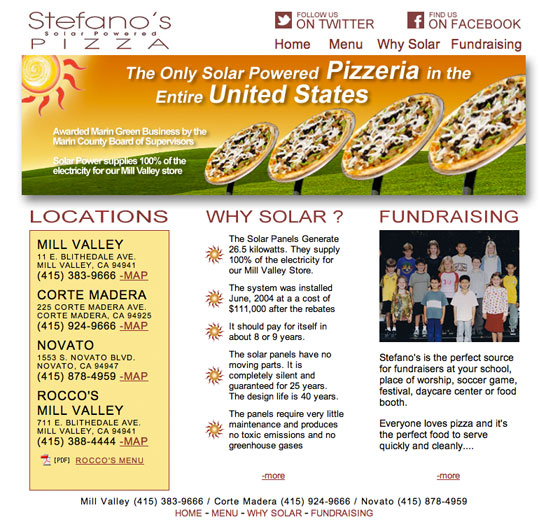 Stefano's
Solar Powered
PIZZA
FOLLOW US
ON TWITTER
FIND US
ON FACEBOOK
Home Menu Why Solar Fundraising
The Only Solar Powered Pizzeria in the
Entire United States
Awarded Marin Green Business by the
Marin County Board of Supervisors
Solar Power supplies 100% of the
electricity for our Mill Valley store
LOCATIONS
MILL VALLEY
11 E. BLITHEDALE AVE.
MILL VALLEY, CA 94941
(415) 383-9666 -MAP
CORTE MADERA
225 CORTE MADERA AVE.
CORTE MADERA, CA 94925
(415) 924-9666 -MAP
NOVATO
1553 S. NOVATO BLVD.
NOVATO, CA 94947
(415) 878-4959 -MAP
ROCCO'S
MILL VALLEY
711 E. BLITHEDALE AVE.
MILL VALLEY, CA 94941
(415) 388-4444 -MAP
[PDF] ROCCO'S MENU
WHY SOLAR ?
The Solar Panels Generate
26.5 kilowatts. They supply
100% of the electricity for
our Mill Valley Store.
The system was installed
June, 2004 at a a cost of
$111,000 after the rebates
It should pay for itself in
about 8 or 9 years.
The solar panels have no
moving parts. It is
completely silent and
guaranteed for 25 years.
The design life is 40 years.
The panels require very little
maintenance and produces
no toxic emissions and no
greenhouse gases
-more
FUNDRAISING
Stefano's is the perfect source
for fundraisers at your school,
place of worship, soccer game,
festival, daycare center or food
booth.
Everyone loves pizza and it's
the perfect food to serve
quickly and cleanly....
-more
Mill Valley (415) 383-9666 / Corte Madera (415) 924-9666 / Novato (415) 878-4959
HOME - MENU - WHY SOLAR - FUNDRAISING